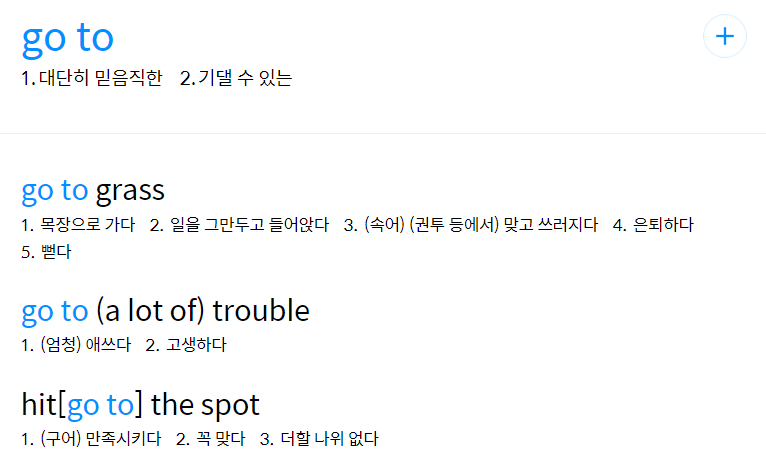 go to
1. 대단히 믿음직한 2. 기댈 수 있는
go to grass
1. 목장으로 가다 2. 일을 그만두고 들어앉다 3. (속어) (권투 등에서) 맞고 쓰러지다 4. 은퇴하다
5. 뻗다
go to (a lot of) trouble
1. (엄청) 애쓰다 2. 고생하다
hit[go to] the spot
1. (구어) 만족시키다 2. 꼭 맞다 3. 더할 나위 없다